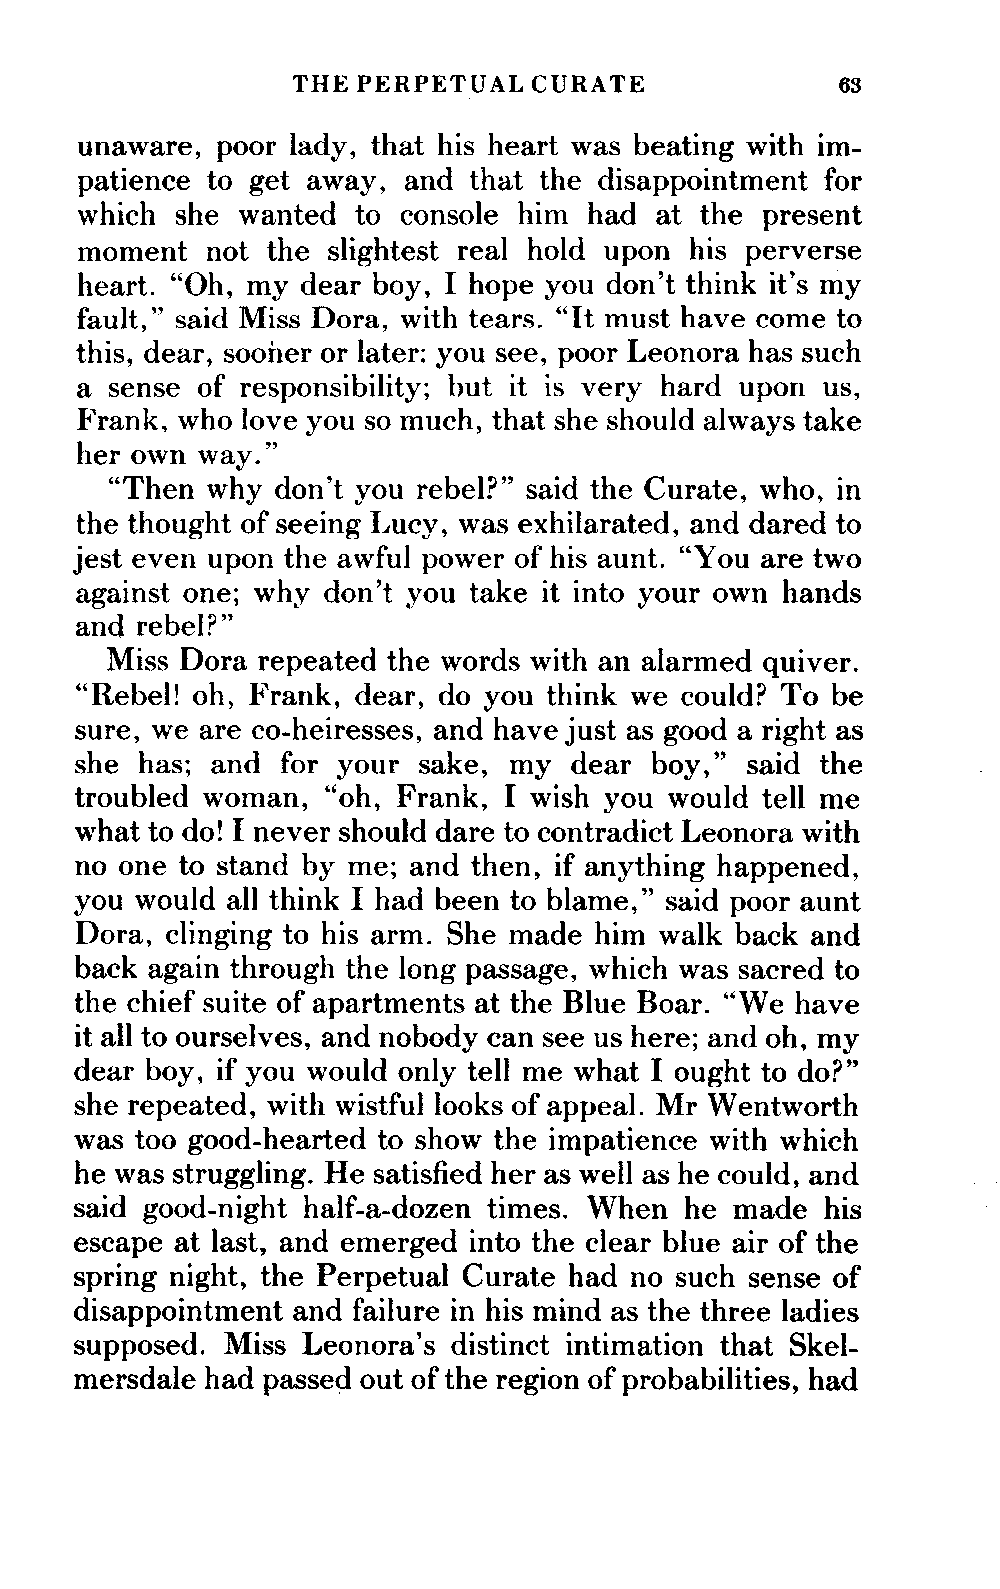 THE PERPETUAL CURATE 63
unaware, poor lady, that his heart was beating with im-
patience to get away, and that the disappointment for
which she wanted to console him had at the present
moment not the slightest real hold upon his perverse
heart. “Oh, my dear boy, I hope you don't think it's my
fault,” said Miss Dora, with tears. “It must have come to
this, dear, sooner or later: you see, poor Leonora has such
a sense of responsibility; but it is very hard upon us,
Frank, who love you so much, that she should always take
her own way.”
“Then why don't you rebel?” said the Curate, who, in
the thought of seeing Lucy, was exhilarated, and dared to
jest even upon the awful power of his aunt. “You are two
against one; why don't you take it into your own hands
and rebel?”
Miss Dora repeated the words with an alarmed quiver.
“Rebel! oh, Frank, dear, do you think we could? To be
sure, we are co-heiresses, and have just as good a right as
she has; and for your sake, my dear boy,” said the
troubled woman, “oh, Frank, I wish you would tell me
what to do! I never should dare to contradict Leonora with
no one to stand by me; and then, if anything happened,
you would all think I had been to blame,” said poor aunt
Dora, clinging to his arm. She made him walk back and
back again through the long passage, which was sacred to
the chief suite of apartments at the Blue Boar. “We have
it all to ourselves, and nobody can see us here; and oh, my
dear boy, if you would only tell me what I ought to do?”
she repeated, with wistful looks of appeal. Mr Wentworth
was too good-hearted to show the impatience with which
he was struggling. He satisfied her as well as he could, and
said good-night half-a-dozen times. When he made his
escape at last, and emerged into the clear blue air of the
spring night, the Perpetual Curate had no such sense of
disappointment and failure in his mind as the three ladies
supposed. Miss Leonora's distinct intimation that Skel-
mersdale had passed out of the region of probabilities, had